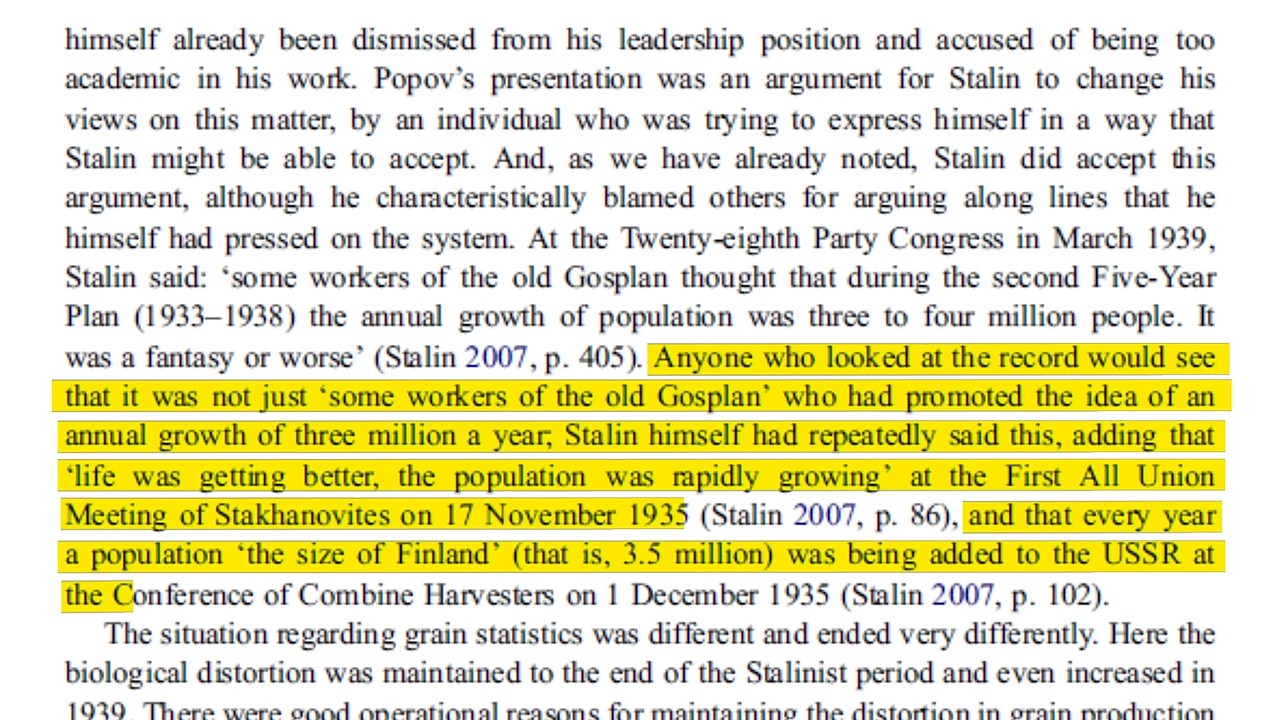 himself already been dismissed from his leadership position and accused of being too
academic in his work. Popov's presentation was an argument for Stalin to change his
views on this matter, by an individual who was trying to express himself in a way that
Stalin might be able to accept. And, as we have already noted, Stalin did accept this
argument, although he characteristically blamed others for arguing along lines that he
himself had pressed on the system. At the Twenty-eighth Party Congress in March 1939,
Stalin said: ‘some workers of the old Gosplan thought that during the second Five-Year
Plan (1933–1938) the annual growth of population was three to four million people. It
was a fantasy or worse’ (Stalin 2007, p. 405). Anyone who looked at the record would see
that it was not just ‘some workers of the old Gosplan’ who had promoted the idea of an
annual growth of three million a year; Stalin himself had repeatedly said this, adding that
‘life was getting better, the population was rapidly growing’ at the First All Union
Meeting of Stakhanovites on 17 November 1935 (Stalin 2007, p. 86), and that every year
a population ‘the size of Finland’ (that is, 3.5 million) was being added to the USSR at
the Conference of Combine Harvesters on 1 December 1935 (Stalin 2007, p. 102).
The situation regarding grain statistics was different and ended very differently. Here the
biological distortion was maintained to the end of the Stalinist period and even increased in
1939. There were good operational reasons for maintaining the distortion in grain production